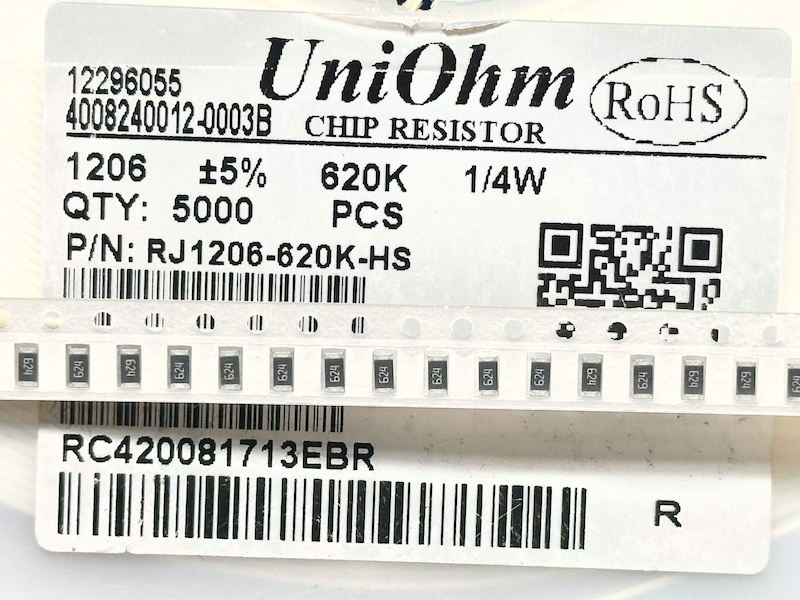 UniOhm
12296055
RoHS
4008240012-0003B
CHIP RESISTOR
1206 ±5% 620K 1/4W
QTY: 5000 PCS
P/N: RJ1206-620K-HS
624 624 624 624 624 624 624 624 624 624 624 624 624 624 624 624
RC420081713EBR
R